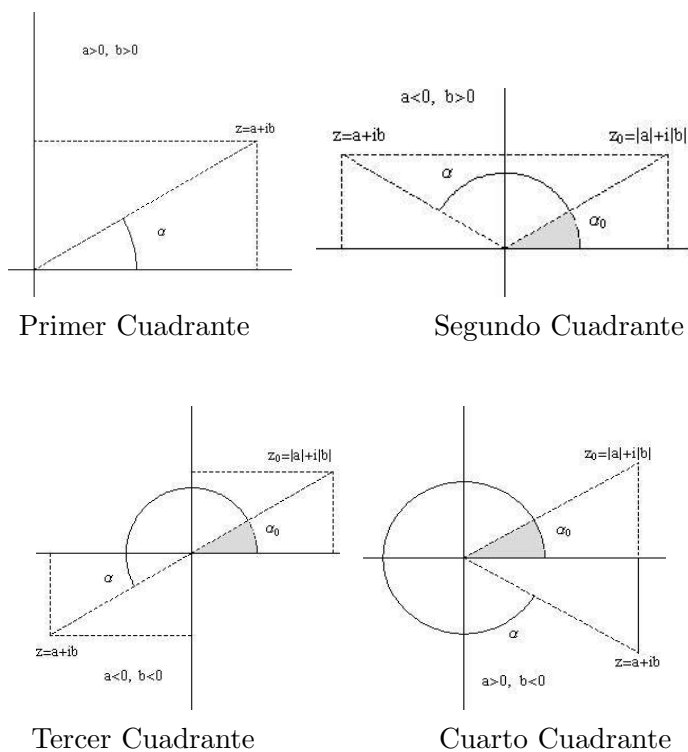 a>0, b>0
z=a+ib
α
Primer Cuadrante
a<0, b>0
z=a+ib
z₀=|a|+i|b|
α
α₀
Segundo Cuadrante
z₀=|a|+i|b|
α₀
α
z=a+ib
a<0, b<0
Tercer Cuadrante
z₀=|a|+i|b|
α₀
α
z=a+ib
a>0, b<0
Cuarto Cuadrante